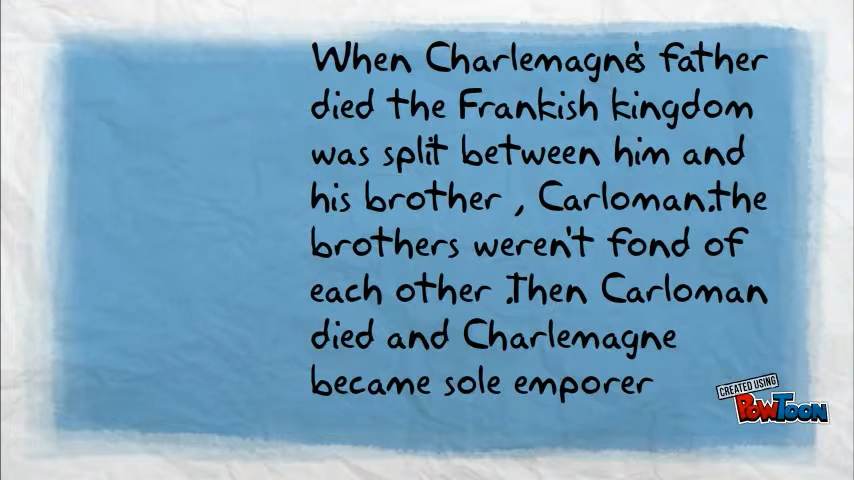 When Charlemagne's father
died the Frankish kingdom
was split between him and
his brother , Carloman.the
brothers weren't fond of
each other .Then Carloman
died and Charlemagne
became sole emporer
CREATED USING
POWTOON